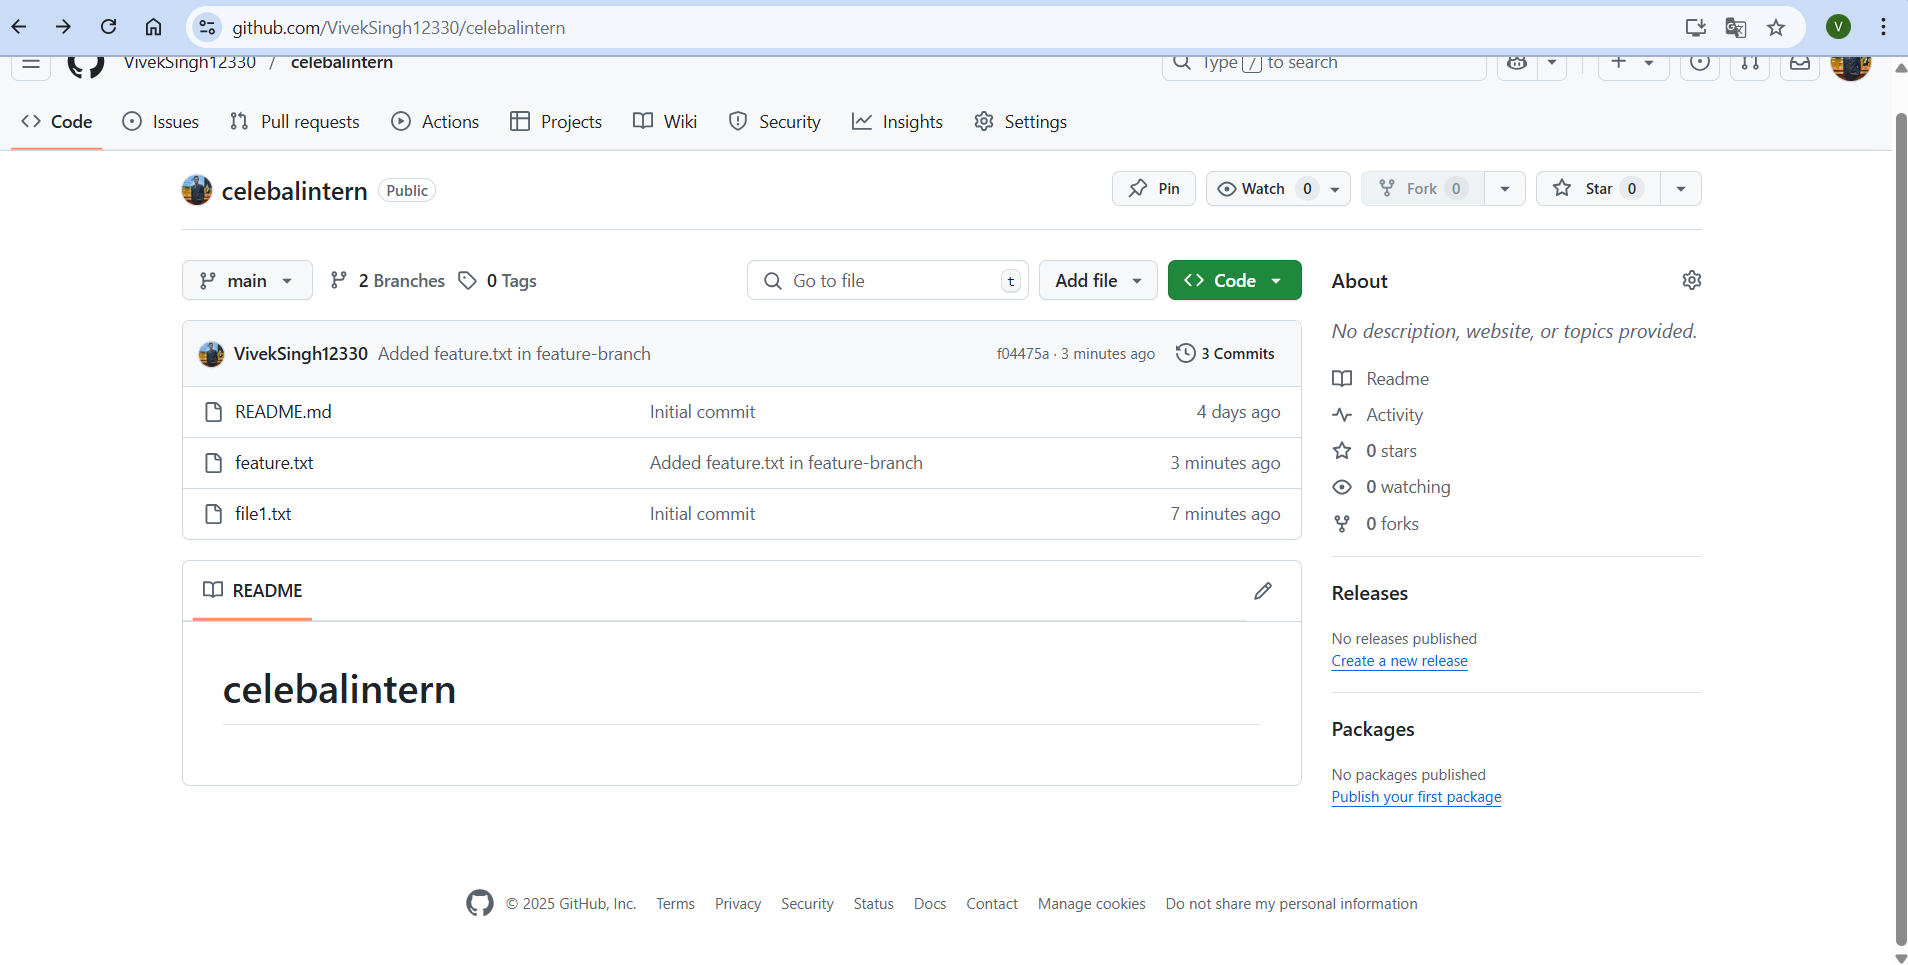 github.com/VivekSingh12330/celebalintern
V
VivekSingh12330 / celebalintern
Type / to search
Code Issues Pull requests Actions Projects Wiki Security Insights Settings
celebalintern Public
Pin Watch 0 Fork 0 Star 0
main 2 Branches 0 Tags Go to file t Add file Code
VivekSingh12330 Added feature.txt in feature-branch f04475a · 3 minutes ago 3 Commits
README.md Initial commit 4 days ago
feature.txt Added feature.txt in feature-branch 3 minutes ago
file1.txt Initial commit 7 minutes ago
README
celebalintern
About
No description, website, or topics provided.
Readme
Activity
0 stars
0 watching
0 forks
Releases
No releases published
Create a new release
Packages
No packages published
Publish your first package
© 2025 GitHub, Inc. Terms Privacy Security Status Docs Contact Manage cookies Do not share my personal information